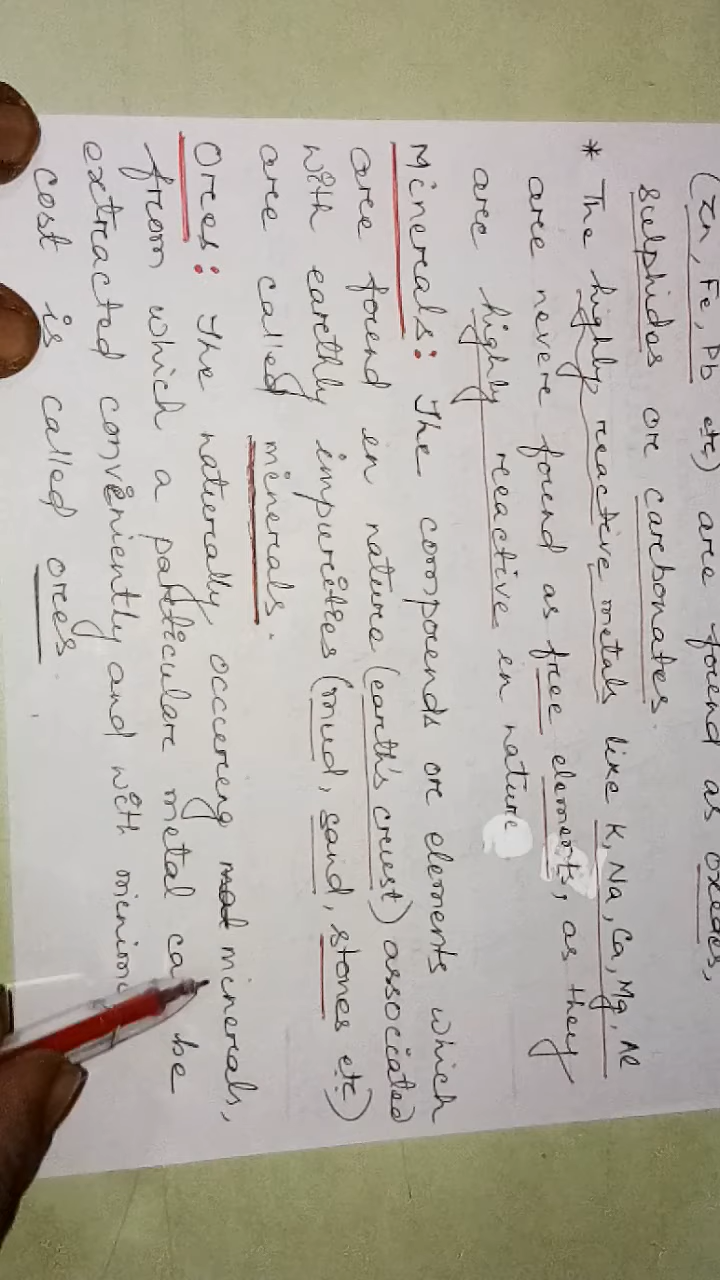 (Zn, Fe, Pb etc) are found as oxides,
sulphides or carbonates.
* The highly reactive metals like K, Na, Ca, Mg, Al
are never found as free elements, as they
are highly reactive in nature
Minerals: The compounds or elements which
are found in nature (earth's crust) associated
with earthly impurities (mud, sand, stones etc)
are called minerals.
Ores: The naturally occuring minerals,
from which a particular metal can be
extracted conveniently and with
cost is called ores.